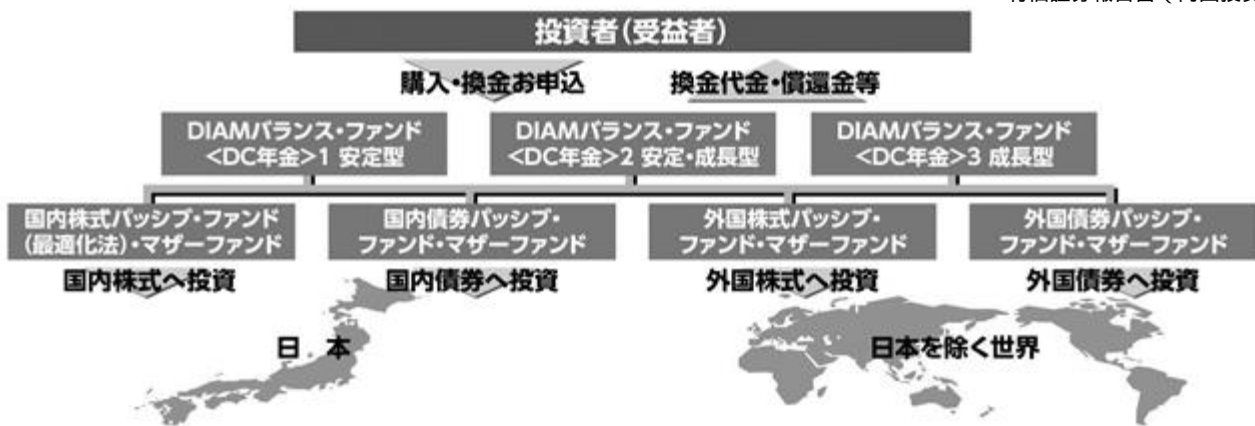 投資者(受益者)
購入・換金お申込
換金代金・償還金等
DIAMバランス・ファンド
<DC年金>1 安定型
DIAMバランス・ファンド
<DC年金>2 安定・成長型
DIAMバランス・ファンド
<DC年金>3 成長型
国内株式パッシブ・ファンド
(最適化法)・マザーファンド
国内債券パッシブ・
ファンド・マザーファンド
外国株式パッシブ・
ファンド・マザーファンド
外国債券パッシブ・
ファンド・マザーファンド
国内株式へ投資
国内債券へ投資
外国株式へ投資
外国債券へ投資
日 本
日本を除く世界